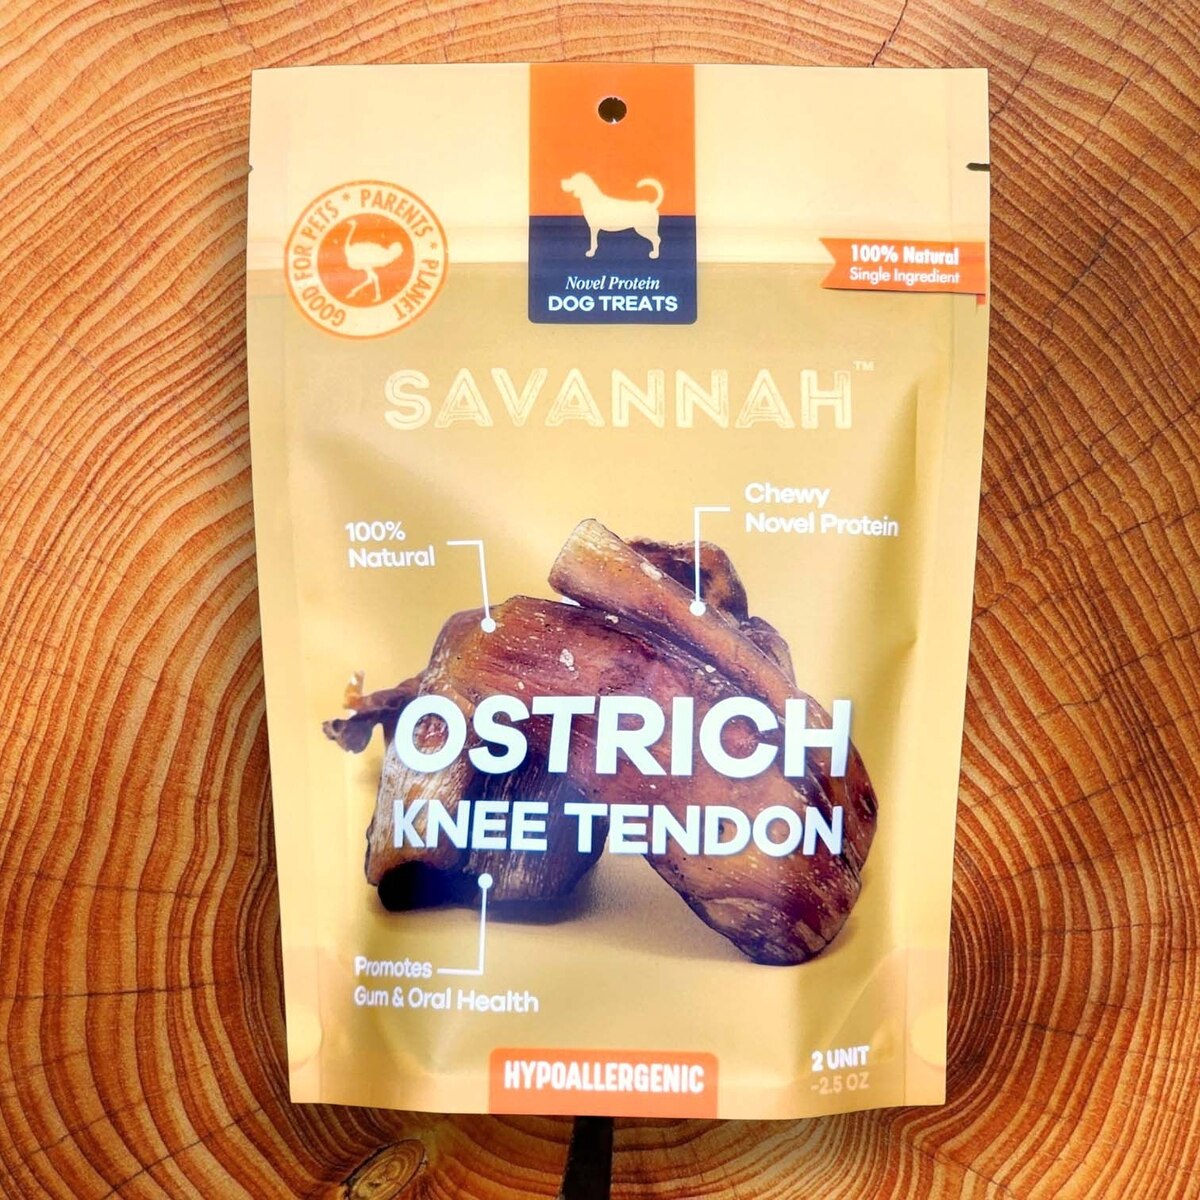 GOOD FOR PETS * PARENTS * PLANET
Novel Protein
DOG TREATS
100% Natural
Single Ingredient
SAVANNAH™
Chewy
Novel Protein
100%
Natural
OSTRICH
KNEE TENDON
Promotes
Gum & Oral Health
HYPOALLERGENIC
2 UNIT
~2.5 OZ